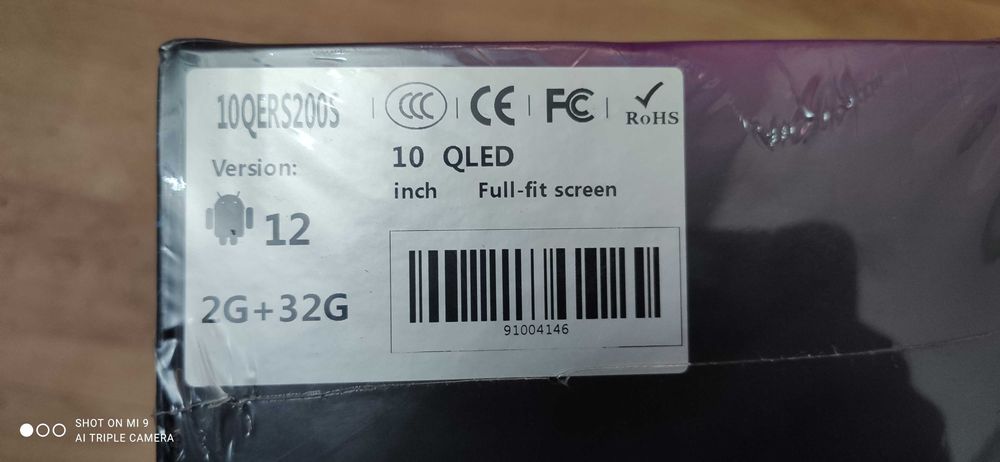 10QERS200S
CCC CE FC RoHS
Version:
12
2G+32G
10 QLED
inch Full-fit screen
91004146
SHOT ON MI 9
AI TRIPLE CAMERA